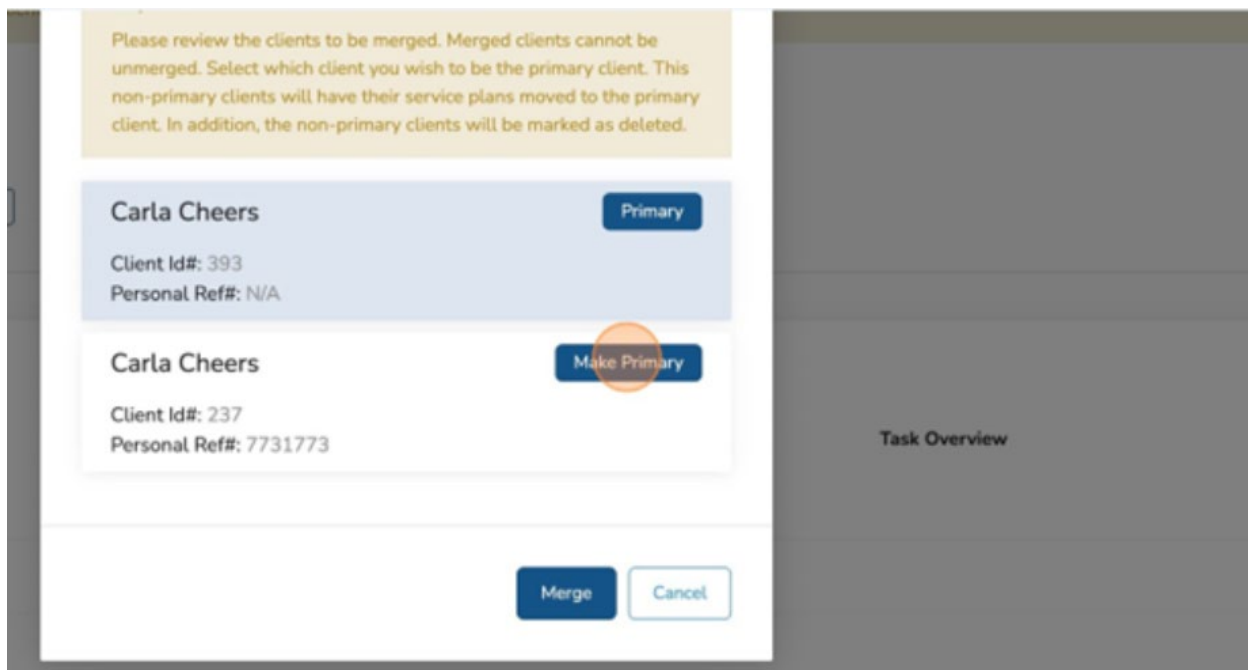 Please review the clients to be merged. Merged clients cannot be
unmerged. Select which client you wish to be the primary client. This
non-primary clients will have their service plans moved to the primary
client. In addition, the non-primary clients will be marked as deleted.
Carla Cheers
Primary
Client Id#: 393
Personal Ref#: N/A
Carla Cheers
Make Primary
Client Id#: 237
Personal Ref#: 7731773
Task Overview
Merge
Cancel